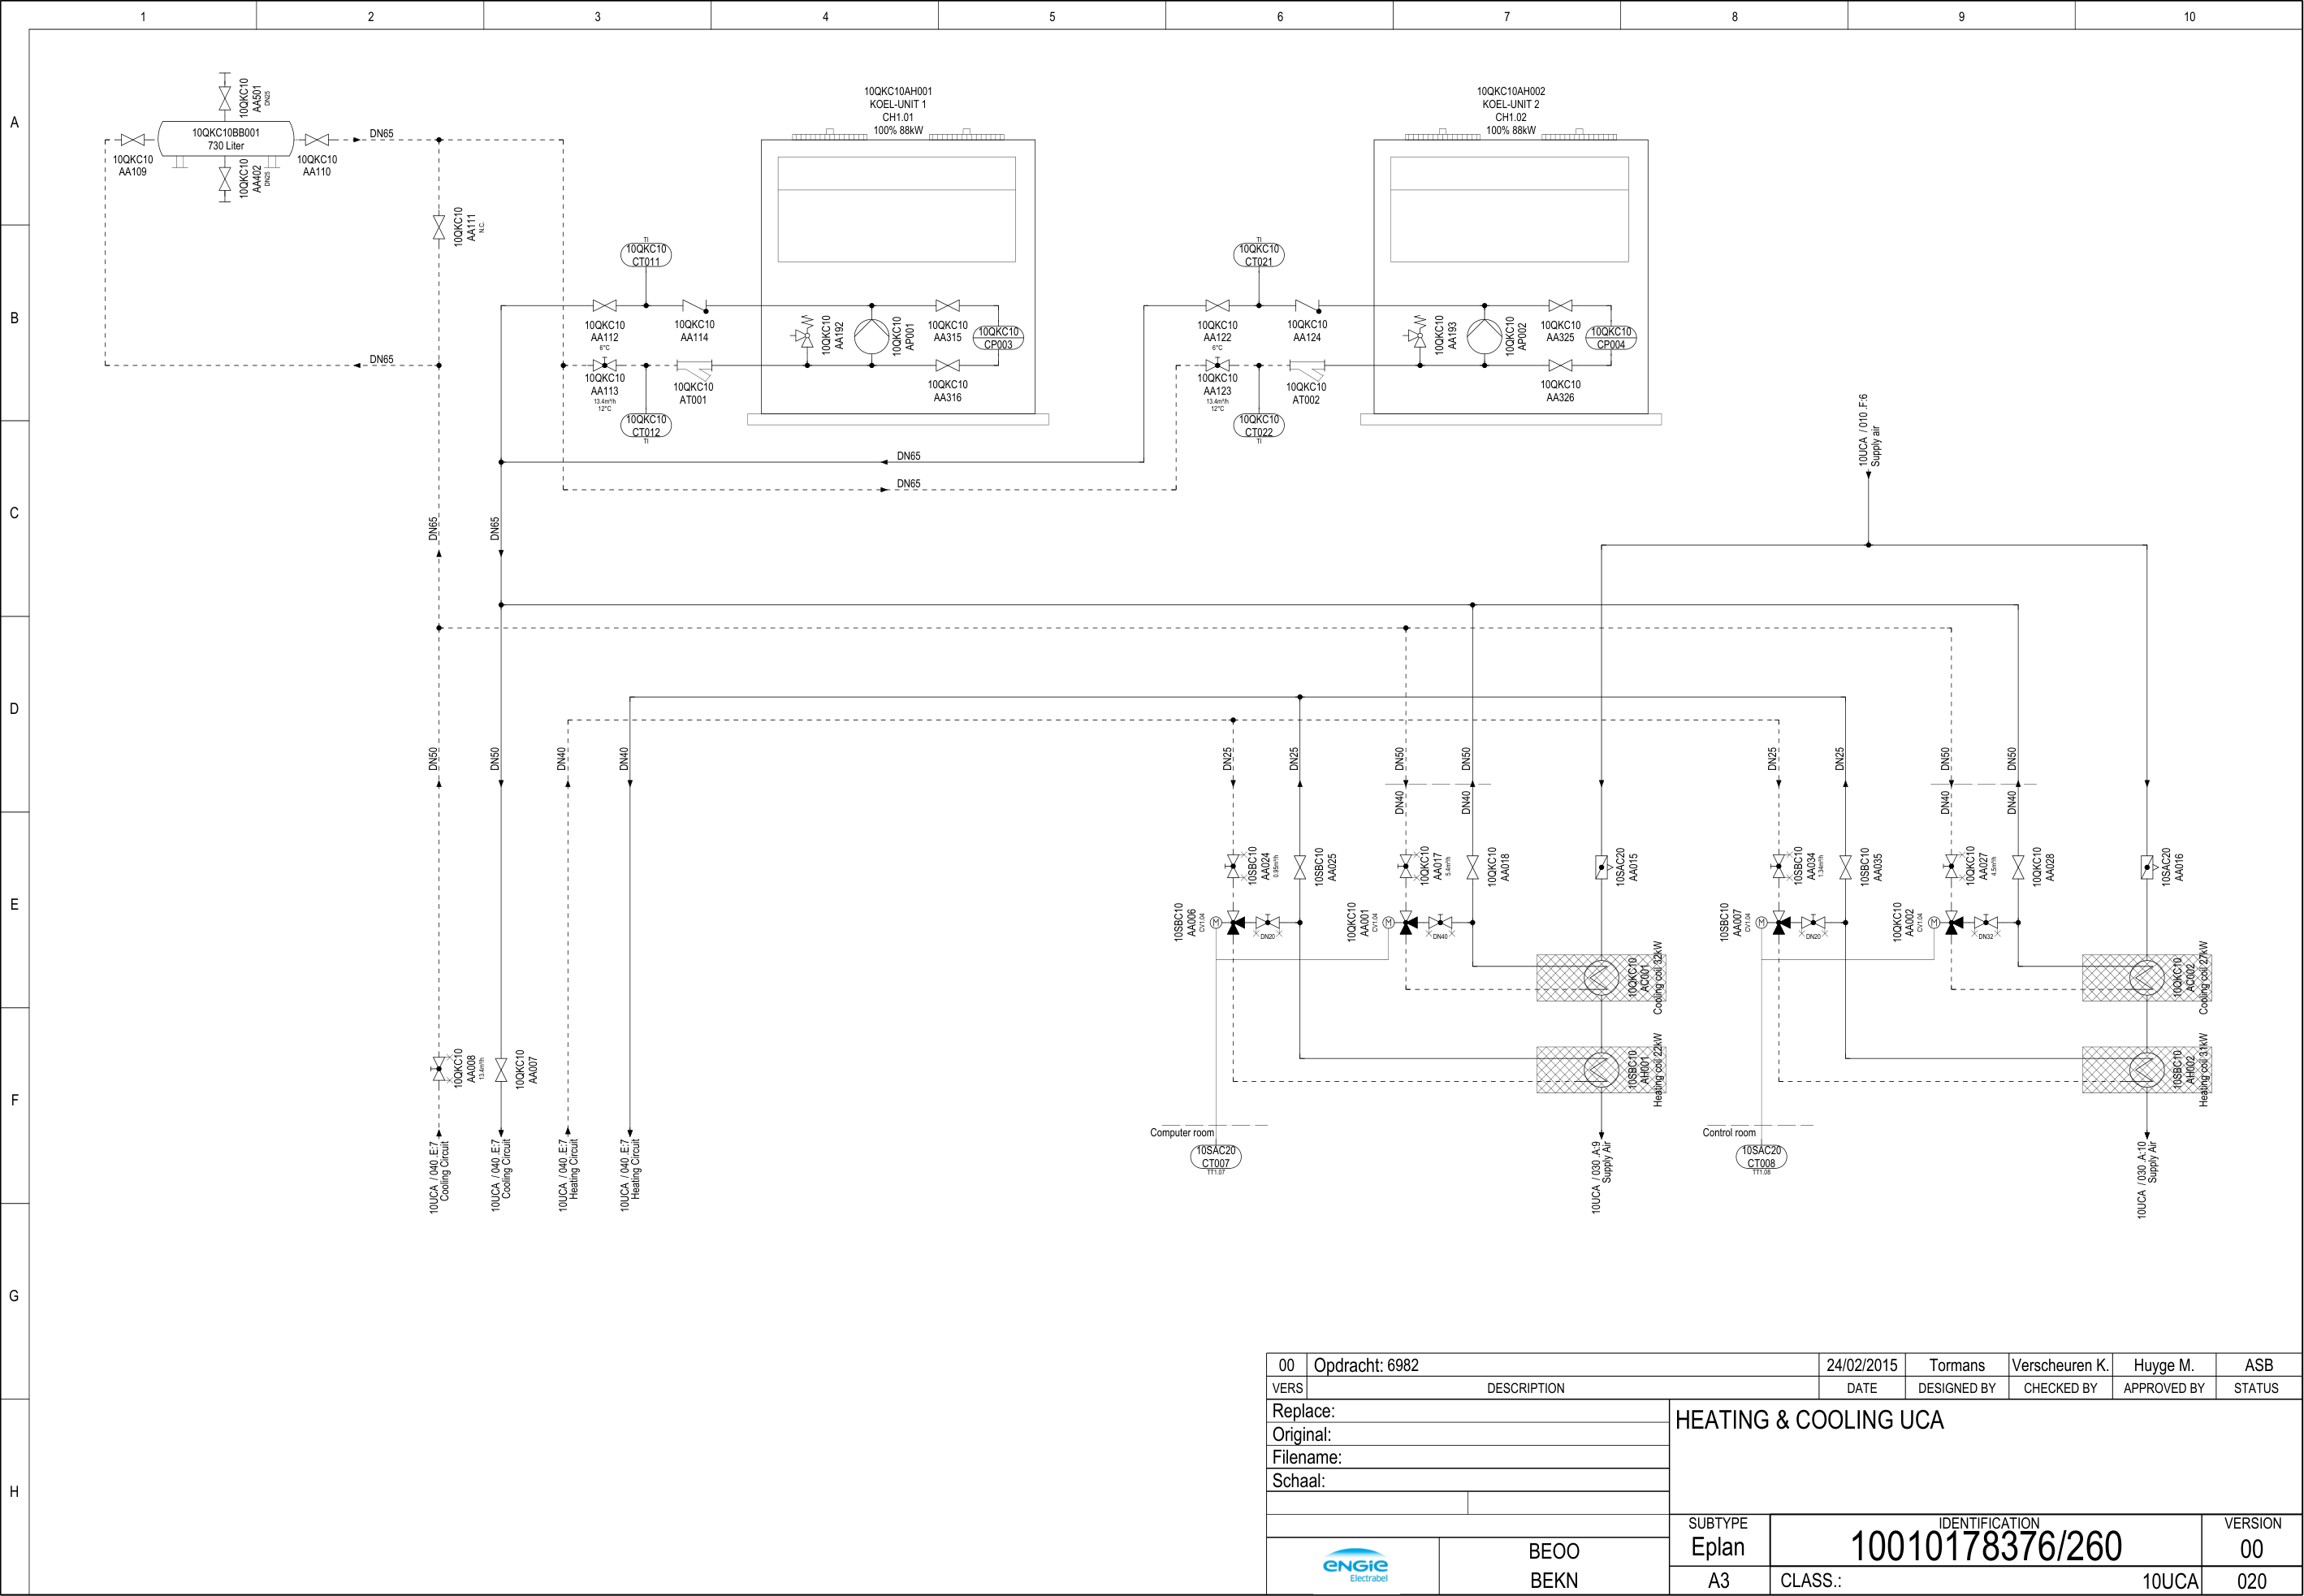 1 2 3 4 5 6 7 8 9 10
A
B
C
D
E
F
G
H
10QKC10
AA501
DN25
10QKC10BB001
730 Liter
10QKC10
AA109
10QKC10
AA402
DN25
10QKC10
AA110
DN65
10QKC10
AA111
N.C.
DN65
10QKC10AH001
KOEL-UNIT 1
CH1.01
100% 88kW
TI
10QKC10
CT011
10QKC10
AA112
6°C
10QKC10
AA114
10QKC10
AA192
10QKC10
AP001
10QKC10
AA315
10QKC10
CP003
10QKC10
AA113
13.4m³/h
12°C
10QKC10
AT001
10QKC10
AA316
10QKC10
CT012
TI
10QKC10AH002
KOEL-UNIT 2
CH1.02
100% 88kW
TI
10QKC10
CT021
10QKC10
AA122
6°C
10QKC10
AA124
10QKC10
AA193
10QKC10
AP002
10QKC10
AA325
10QKC10
CP004
10QKC10
AA123
13.4m³/h
12°C
10QKC10
AT002
10QKC10
AA326
10QKC10
CT022
TI
DN65
DN65
DN65
DN65
10UCA / 010 .F:6
Supply air
DN50
DN50
DN40
DN40
DN25
DN25
DN50
DN50
DN40
DN40
DN25
DN25
DN50
DN50
DN40
DN40
10SBC10
AA024
0.95m³/h
10SBC10
AA025
10QKC10
AA017
5.4m³/h
10QKC10
AA018
10SAC20
AA015
10SBC10
AA034
1.34m³/h
10SBC10
AA035
10QKC10
AA027
4.5m³/h
10QKC10
AA028
10SAC20
AA016
10SBC10
AA006
CV1.04
M
DN20
10QKC10
AA001
CV1.04
M
DN40
10SBC10
AA007
CV1.04
M
DN20
10QKC10
AA002
CV1.04
M
DN32
10QKC10
AC001
Cooling coil 32kW
10QKC10
AC002
Cooling coil 27kW
10SBC10
AH001
Heating coil 22kW
10SBC10
AH002
Heating coil 31kW
10QKC10
AA008
13.4m³/h
10QKC10
AA007
10UCA / 040 .E:7
Cooling Circuit
10UCA / 040 .E:7
Cooling Circuit
10UCA / 040 .E:7
Heating Circuit
10UCA / 040 .E:7
Heating Circuit
Computer room
10SAC20
CT007
TT1.07
Control room
10SAC20
CT008
TT1.08
10UCA / 030 .A:9
Supply Air
10UCA / 030 .A:10
Supply Air
00 Opdracht: 6982 24/02/2015 Tormans Verscheuren K. Huyge M. ASB
VERS DESCRIPTION DATE DESIGNED BY CHECKED BY APPROVED BY STATUS
Replace:
Original:
Filename:
Schaal:
HEATING & COOLING UCA
ENGIE
Electrabel
BEOO
BEKN
SUBTYPE
Eplan
A3
IDENTIFICATION
10010178376/260
CLASS.: 10UCA
VERSION
00
020